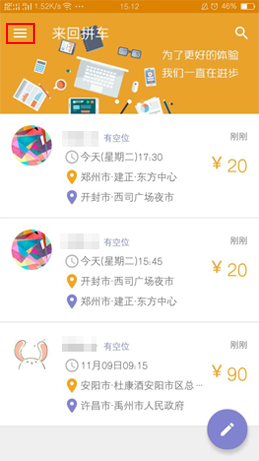 1.52K/s 15:12 46%
来回拼车
为了更好的体验
我们一直在进步
有空位 刚刚
今天(星期二)17:30
¥ 20
郑州市·建正·东方中心
开封市·西司广场夜市
有空位 刚刚
今天(星期二)15:45
¥ 20
开封市·西司广场夜市
郑州市·建正·东方中心
有空位 刚刚
11月09日09:15
¥ 90
安阳市·杜康酒安阳市区总…
许昌市·禹州市人民政府